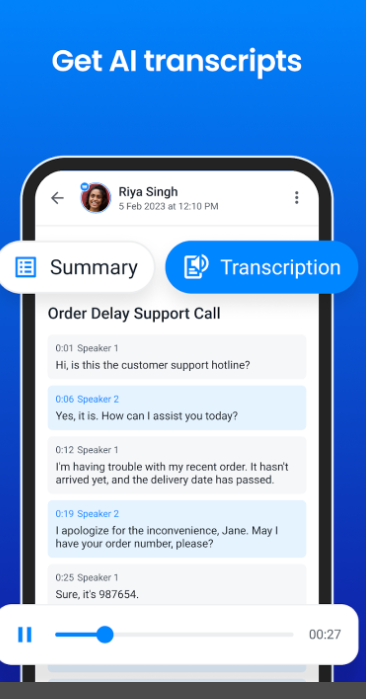 Get AI transcripts
Riya Singh
5 Feb 2023 at 12:10 PM
Summary
Transcription
Order Delay Support Call
0:01 Speaker 1
Hi, is this the customer support hotline?
0:06 Speaker 2
Yes, it is. How can I assist you today?
0:12 Speaker 1
I'm having trouble with my recent order. It hasn't
arrived yet, and the delivery date has passed.
0:19 Speaker 2
I apologize for the inconvenience, Jane. May I
have your order number, please?
0:25 Speaker 1
Sure, it's 987654.
00:27